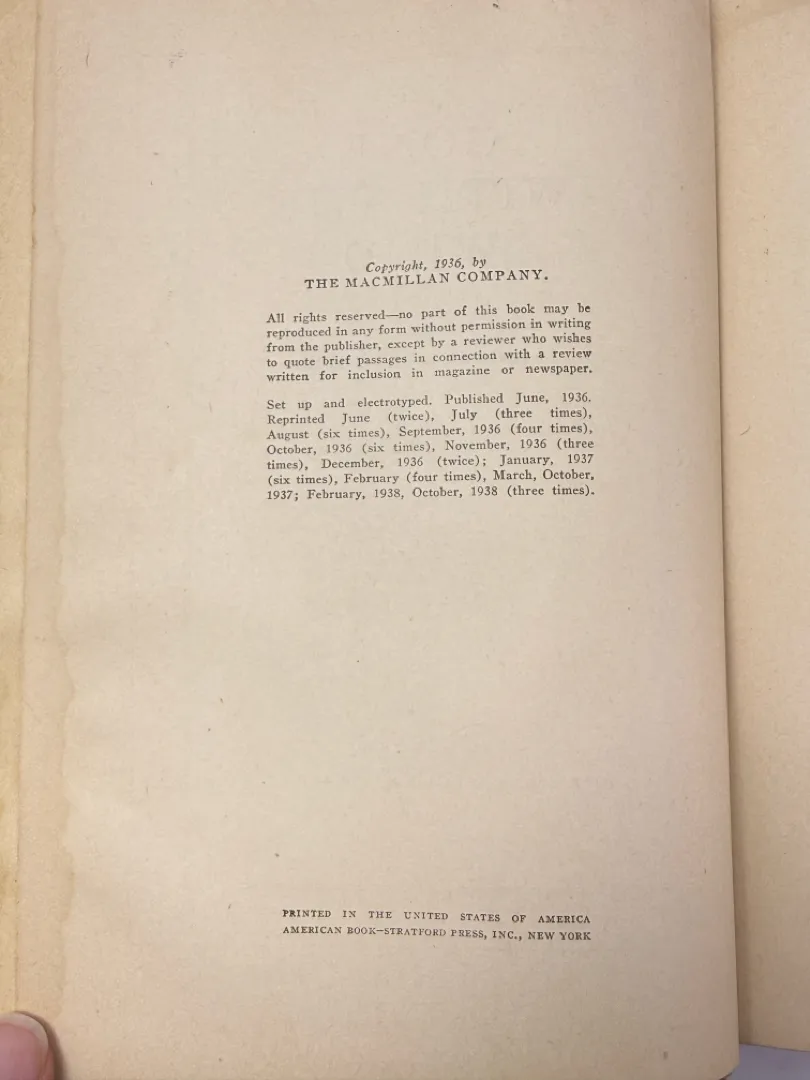 Copyright, 1936, by
THE MACMILLAN COMPANY.
All rights reserved—no part of this book may be
reproduced in any form without permission in writing
from the publisher, except by a reviewer who wishes
to quote brief passages in connection with a review
written for inclusion in magazine or newspaper.
Set up and electrotyped. Published June, 1936.
Reprinted June (twice), July (three times),
August (six times), September, 1936 (four times),
October, 1936 (six times), November, 1936 (three
times), December, 1936 (twice); January, 1937
(six times), February (four times), March, October,
1937; February, 1938, October, 1938 (three times).
PRINTED IN THE UNITED STATES OF AMERICA
AMERICAN BOOK—STRATFORD PRESS, INC., NEW YORK